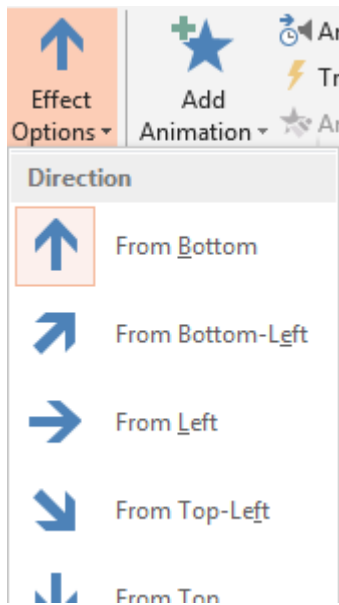 Effect
Options
Add
Animation
Direction
From Bottom
From Bottom-Left
From Left
From Top-Left
From Top